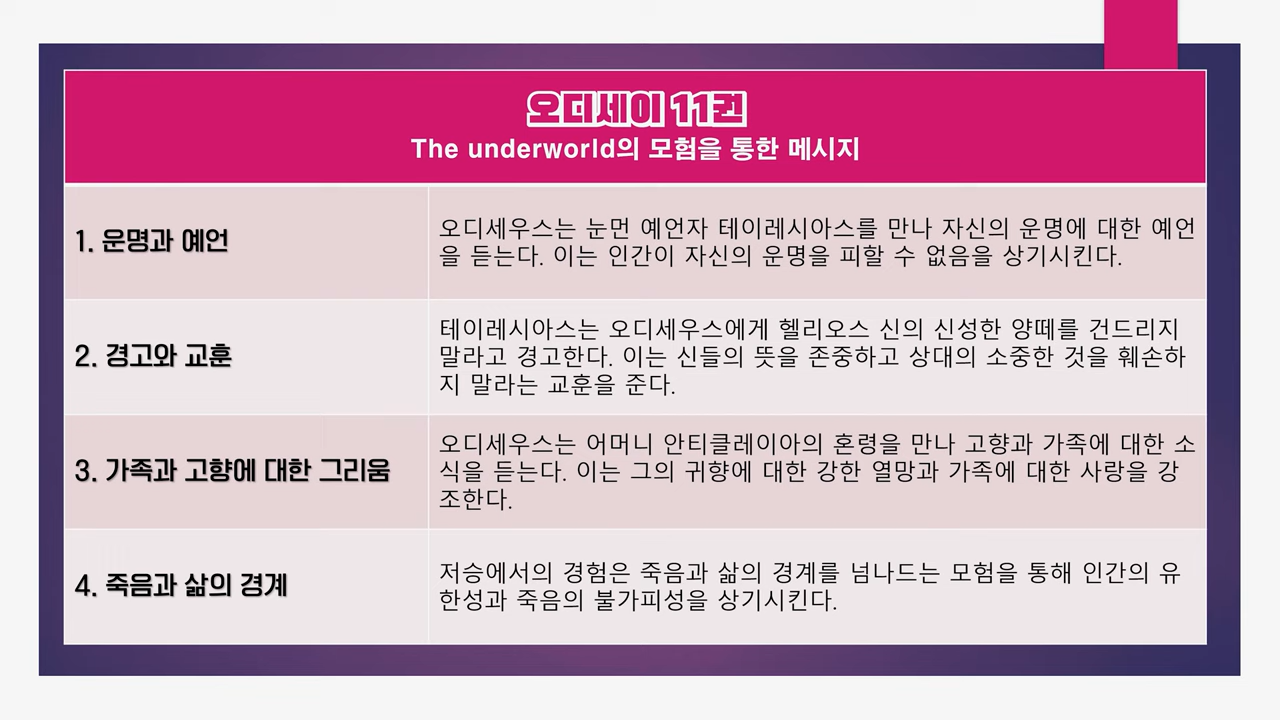 오디세이 11권
The underworld의 모험을 통한 메시지
1. 운명과 예언
오디세우스는 눈먼 예언자 테이레시아스를 만나 자신의 운명에 대한 예언
을 듣는다. 이는 인간이 자신의 운명을 피할 수 없음을 상기시킨다.
2. 경고와 교훈
테이레시아스는 오디세우스에게 헬리오스 신의 신성한 양떼를 건드리지
말라고 경고한다. 이는 신들의 뜻을 존중하고 상대의 소중한 것을 훼손하
지 말라는 교훈을 준다.
3. 가족과 고향에 대한 그리움
오디세우스는 어머니 안티클레이아의 혼령을 만나 고향과 가족에 대한 소
식을 듣는다. 이는 그의 귀향에 대한 강한 열망과 가족에 대한 사랑을 강
조한다.
4. 죽음과 삶의 경계
저승에서의 경험은 죽음과 삶의 경계를 넘나드는 모험을 통해 인간의 유
한성과 죽음의 불가피성을 상기시킨다.